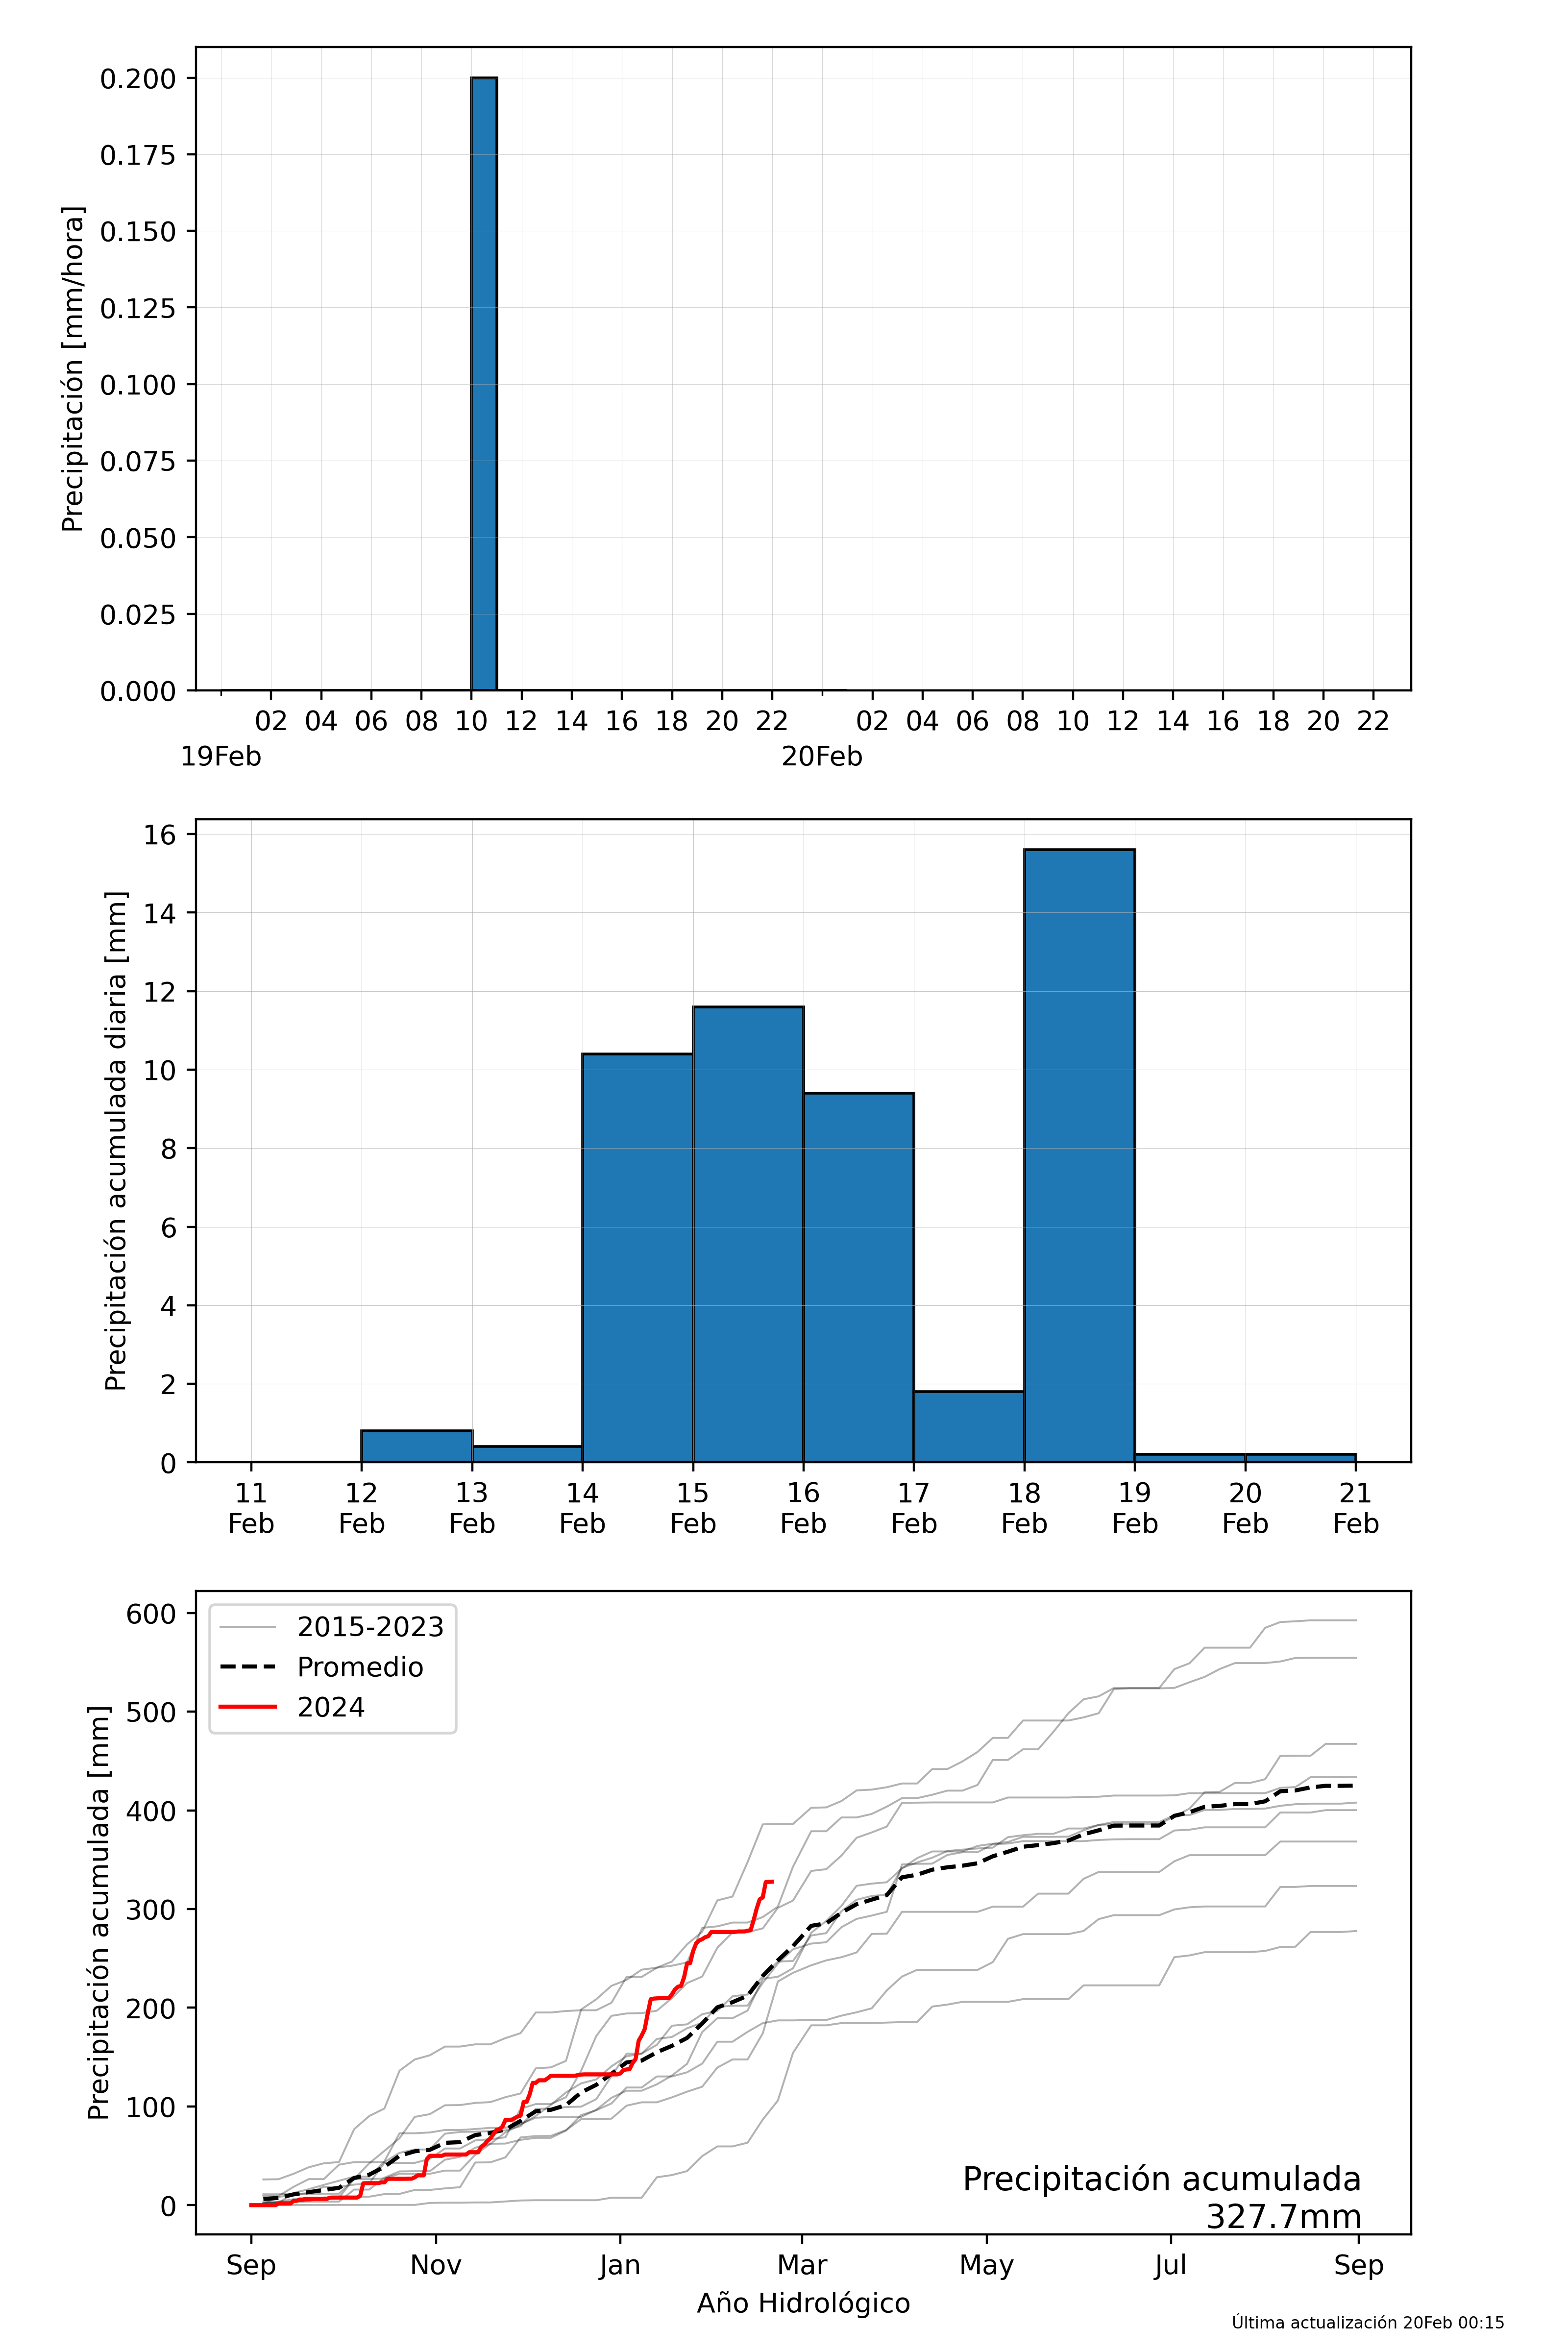 0.200
0.175
0.150
0.125
0.100
0.075
0.050
0.025
0.000
Precipitación [mm/hora]
02 04 06 08 10 12 14 16 18 20 22 02 04 06 08 10 12 14 16 18 20 22
19Feb 20Feb
16
14
12
10
8
6
4
2
0
Precipitación acumulada diaria [mm]
11 12 13 14 15 16 17 18 19 20 21
Feb Feb Feb Feb Feb Feb Feb Feb Feb Feb Feb
600
500
400
300
200
100
0
Precipitación acumulada [mm]
2015-2023
Promedio
2024
Precipitación acumulada
327.7mm
Sep Nov Jan Mar May Jul Sep
Año Hidrológico
Última actualización 20Feb 00:15